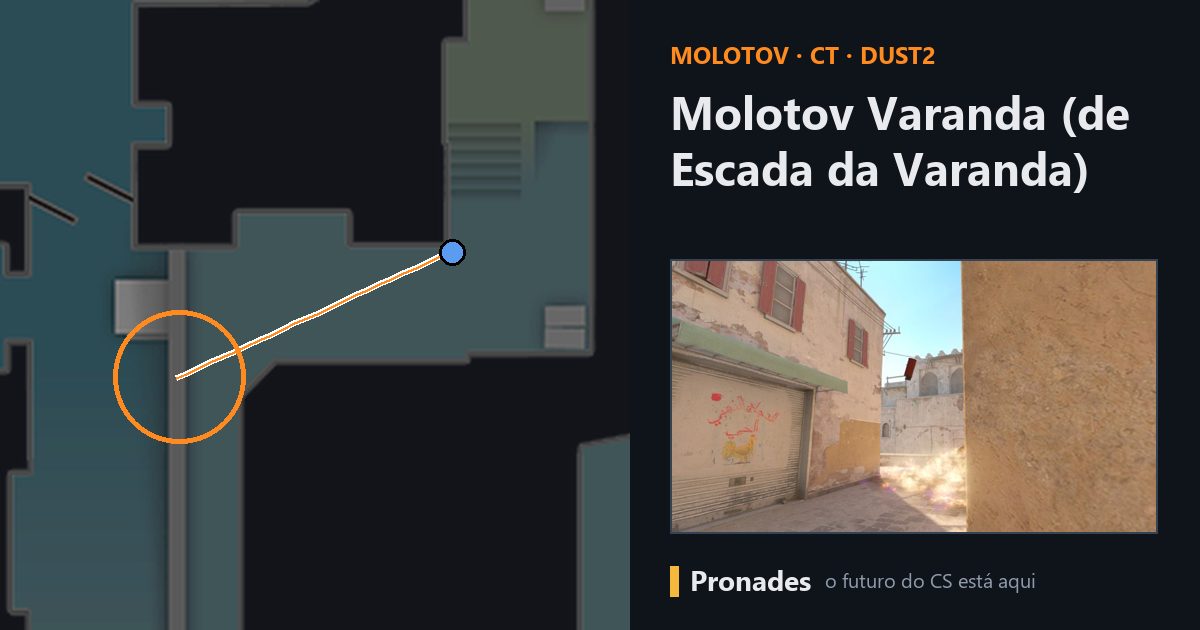 MOLOTOV · CT · DUST2
Molotov Varanda (de
Escada da Varanda)
Pronades o futuro do CS está aqui